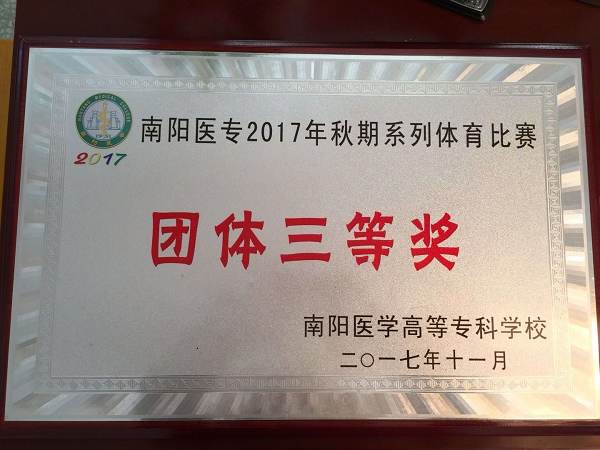 南阳医专2017年秋期系列体育比赛
2017
团体三等奖
南阳医学高等专科学校
二〇一七年十一月